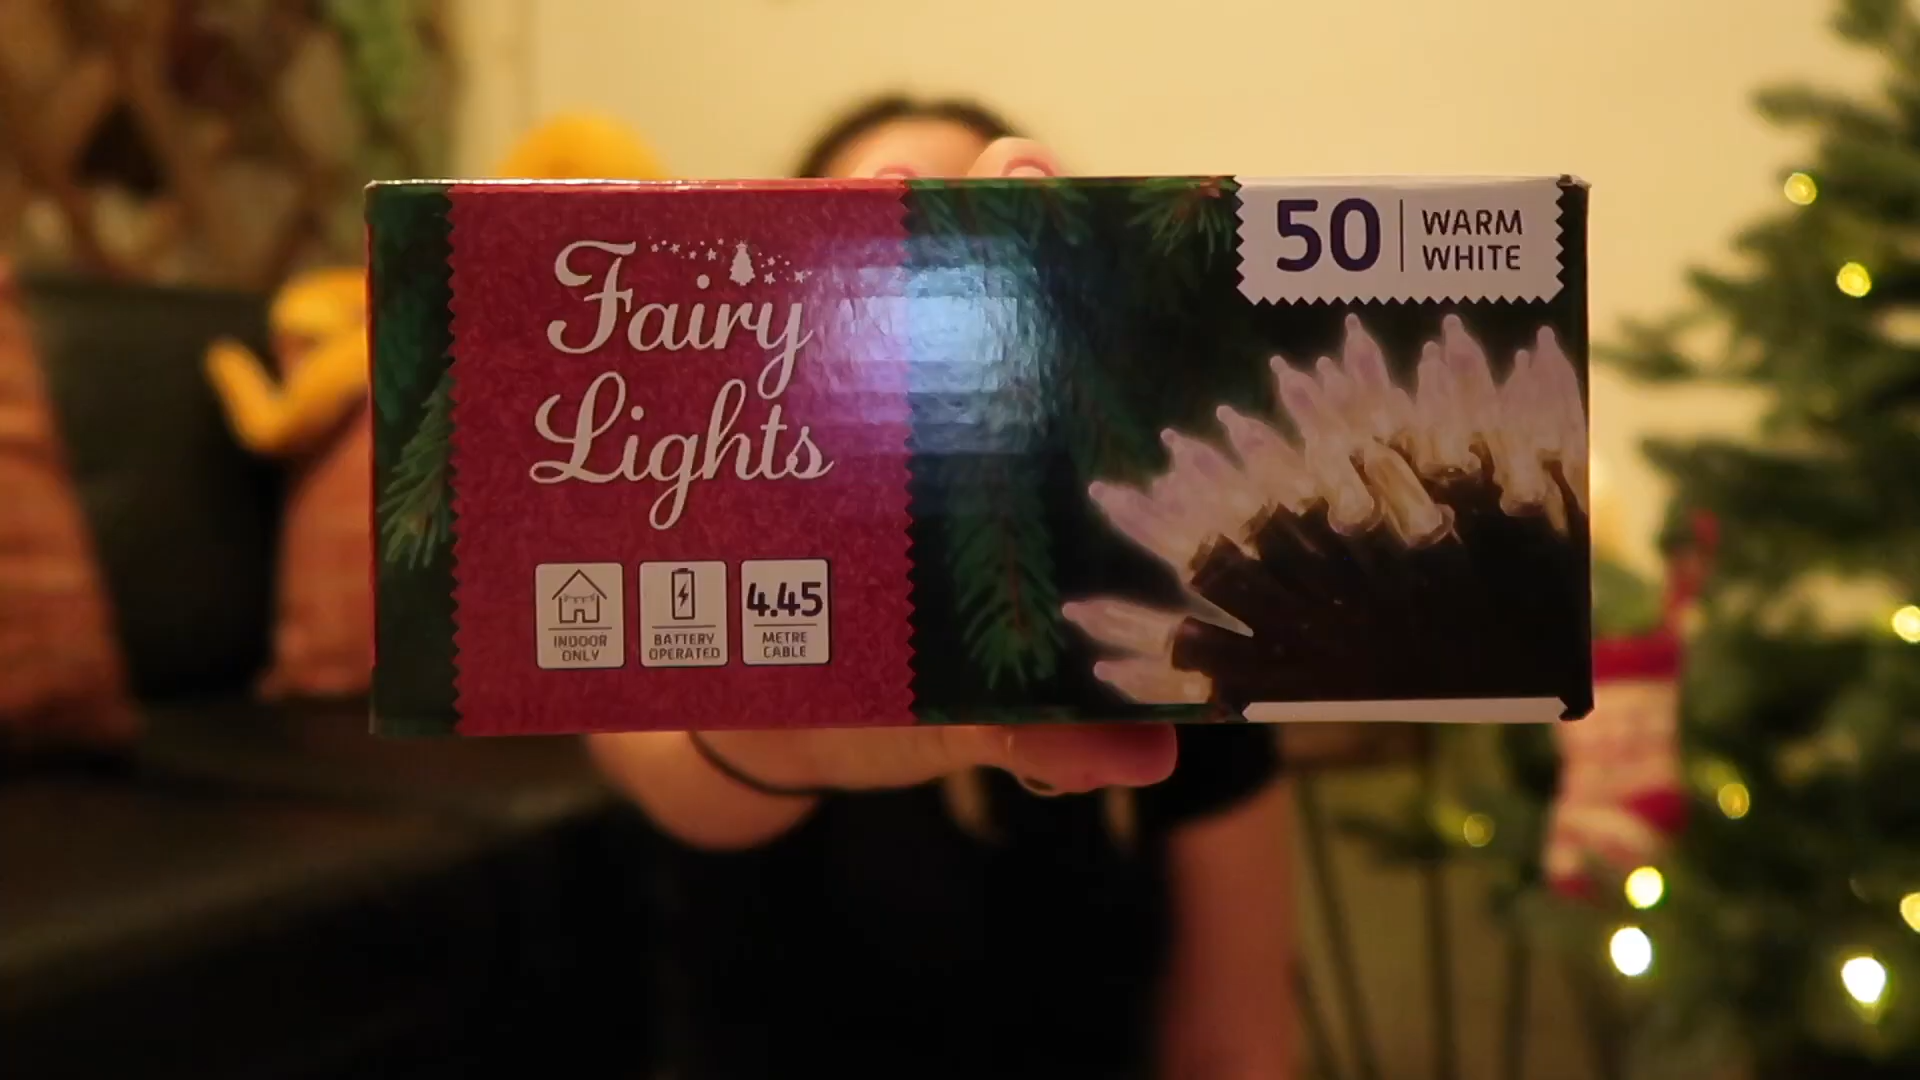 Fairy
Lights
50
WARM
WHITE
INDOOR
ONLY
BATTERY
OPERATED
4.45
METRE
CABLE